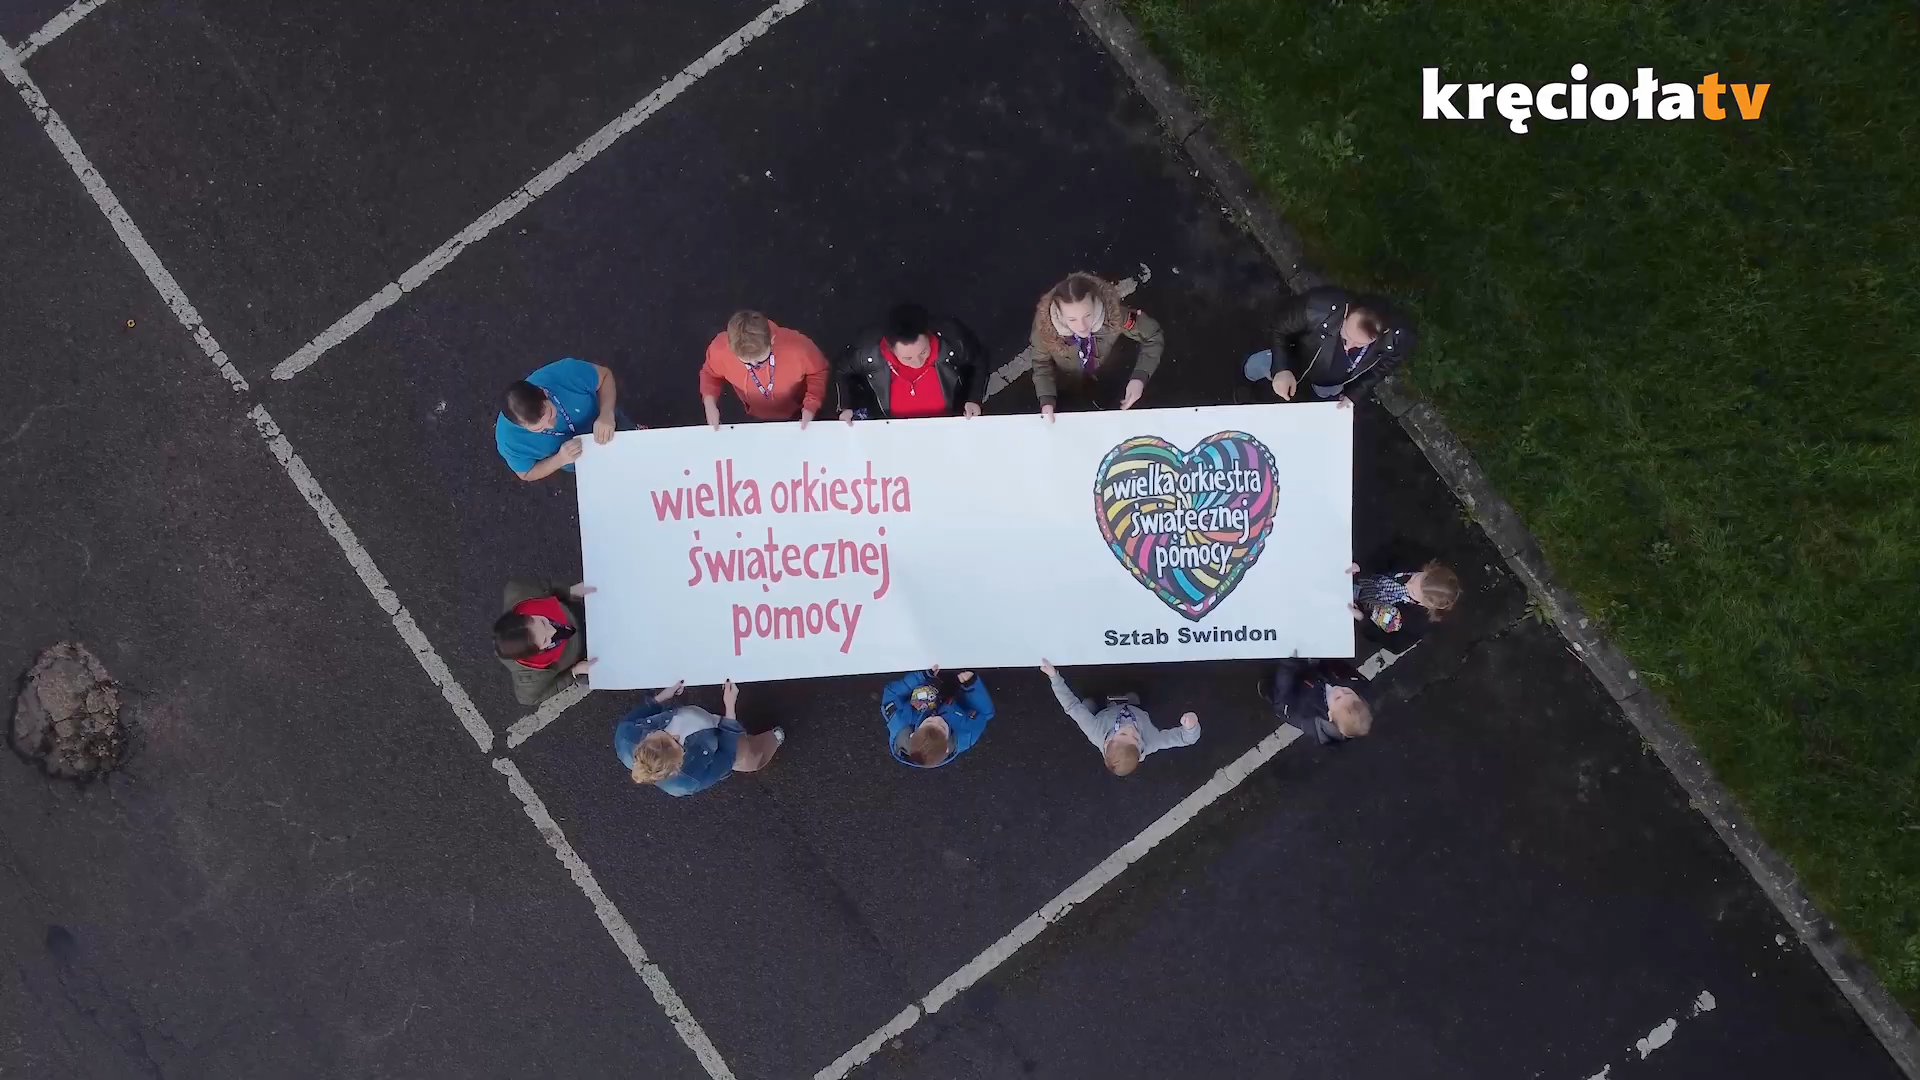 kręciołatv
wielka orkiestra
świątecznej
pomocy
wielka orkiestra
świątecznej
pomocy
Sztab Swindon